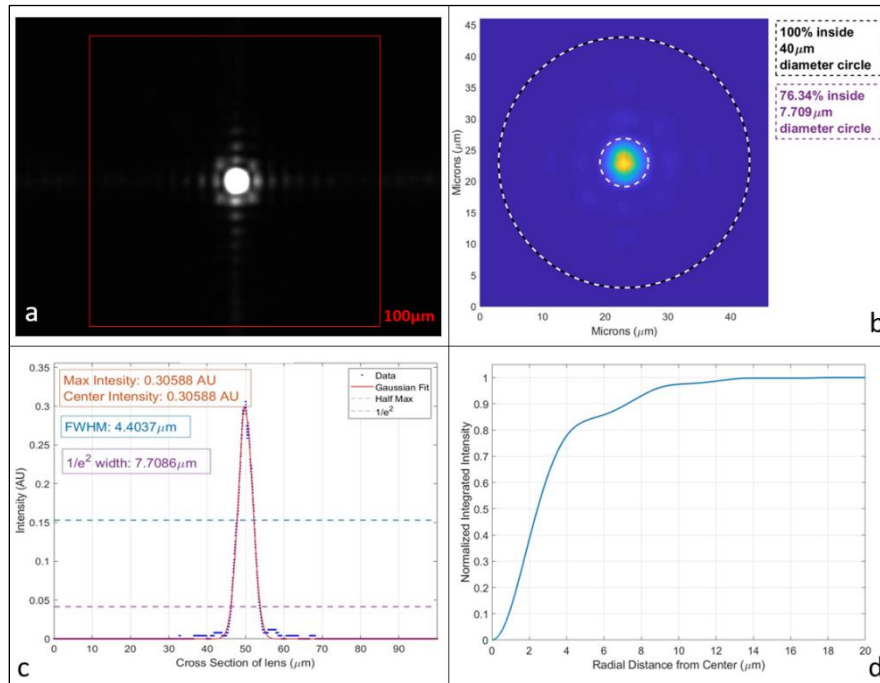 100μm
a
45
40
35
30
25
20
15
10
5
0
0
10
20
30
40
Microns (μm)
Microns (μm)
100% inside
40μm
diameter circle
76.34% inside
7.709μm
diameter circle
b
Max Intesity: 0.30588 AU
Center Intensity: 0.30588 AU
FWHM: 4.4037μm
1/e² width: 7.7086μm
Data
Gaussian Fit
Half Max
1/e²
0.35
0.3
0.25
0.2
0.15
0.1
0.05
0
0
10
20
30
40
50
60
70
80
90
Intensity (AU)
Cross Section of lens (μm)
c
1
0.9
0.8
0.7
0.6
0.5
0.4
0.3
0.2
0.1
0
0
2
4
6
8
10
12
14
16
18
20
Normalized Integrated Intensity
Radial Distance from Center (μm)
d